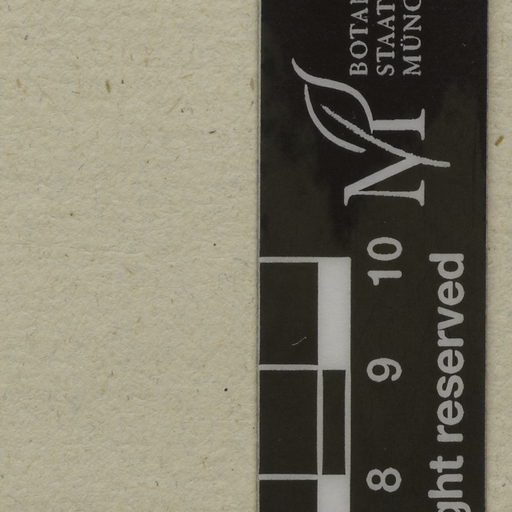 BOTA
STAAT
MÜNC
M
10
9
8
ght reserved